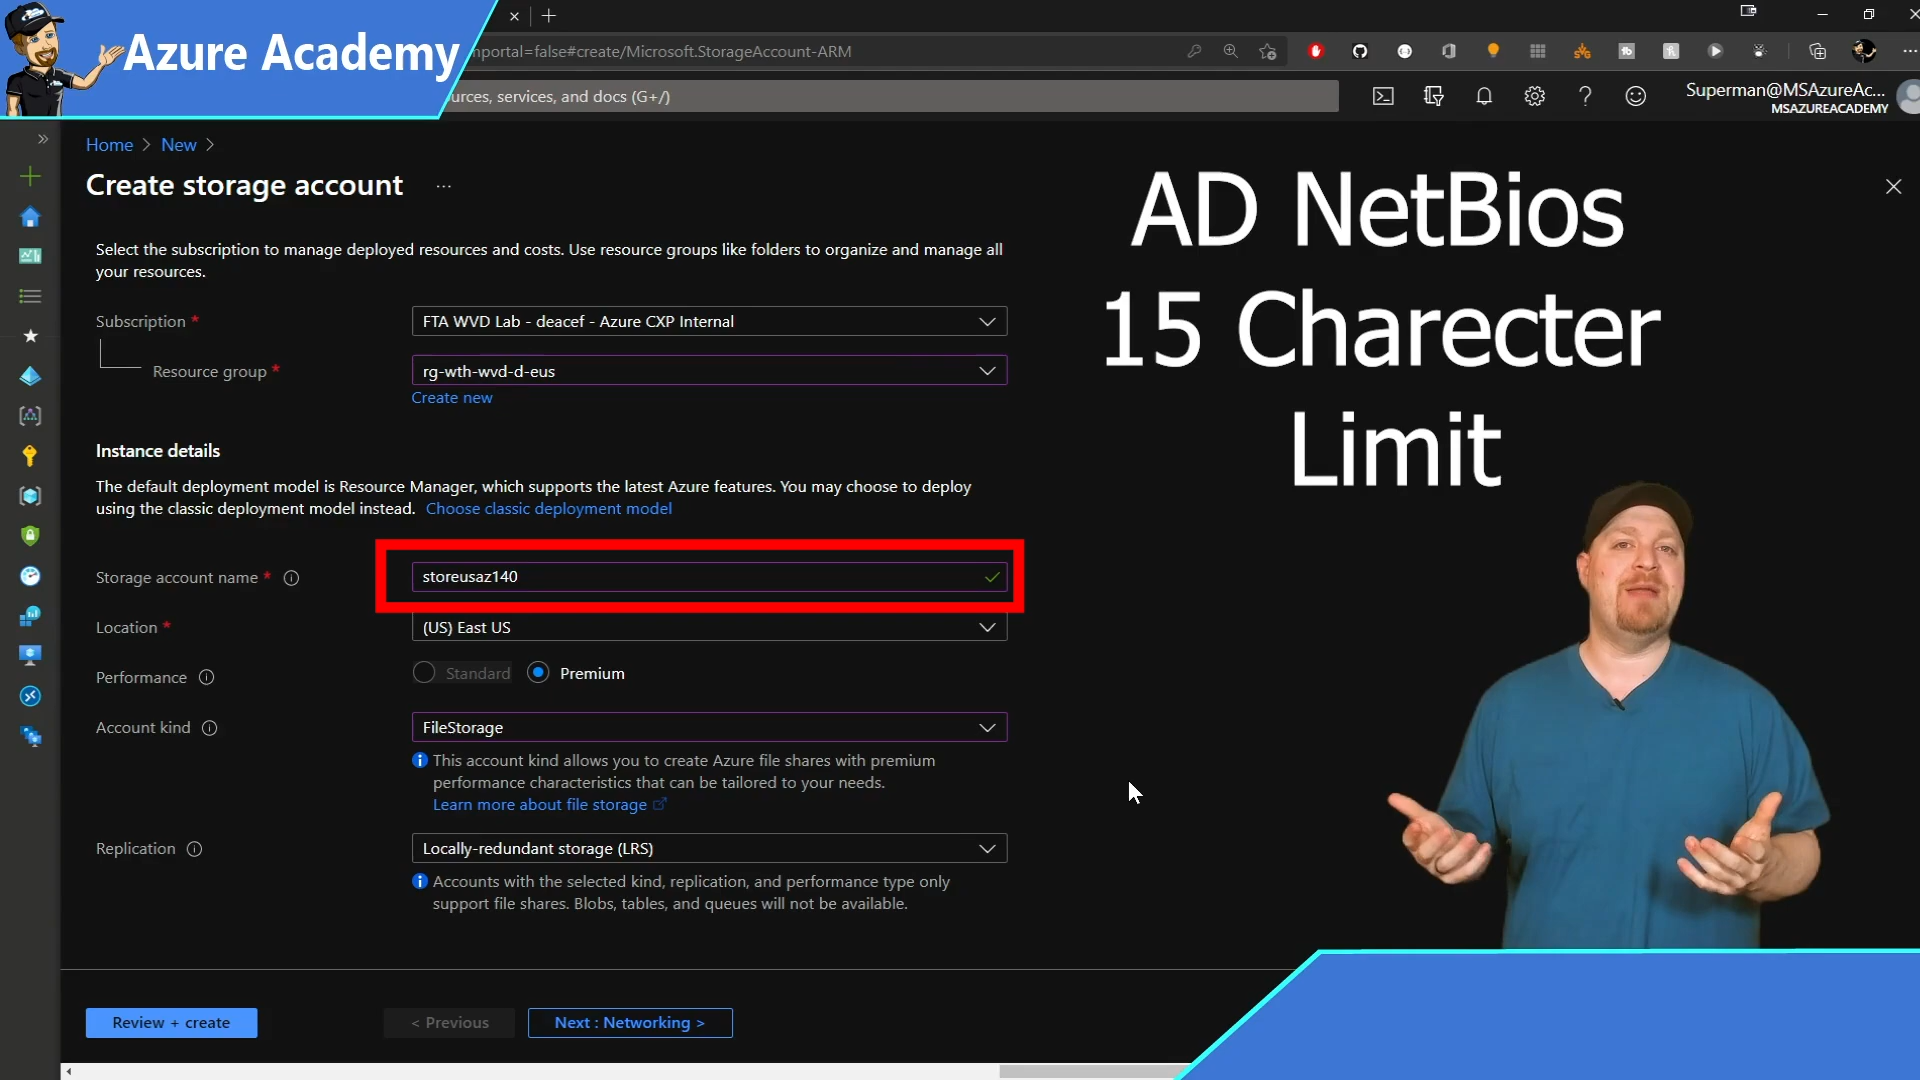 Azure Academy
nportal=false#create/Microsoft.StorageAccount-ARM
urces, services, and docs (G+/)
Superman@MSAzureAc...
MSAZUREACADEMY
Home > New >
Create storage account ...
Select the subscription to manage deployed resources and costs. Use resource groups like folders to organize and manage all
your resources.
Subscription *
FTA WVD Lab - deacef - Azure CXP Internal
Resource group *
rg-wth-wvd-d-eus
Create new
Instance details
The default deployment model is Resource Manager, which supports the latest Azure features. You may choose to deploy
using the classic deployment model instead. Choose classic deployment model
Storage account name *
storeusaz140
Location *
(US) East US
Performance
Standard
Premium
Account kind
FileStorage
This account kind allows you to create Azure file shares with premium
performance characteristics that can be tailored to your needs.
Learn more about file storage
Replication
Locally-redundant storage (LRS)
Accounts with the selected kind, replication, and performance type only
support file shares. Blobs, tables, and queues will not be available.
Review + create
< Previous
Next : Networking >
AD NetBios
15 Charecter
Limit